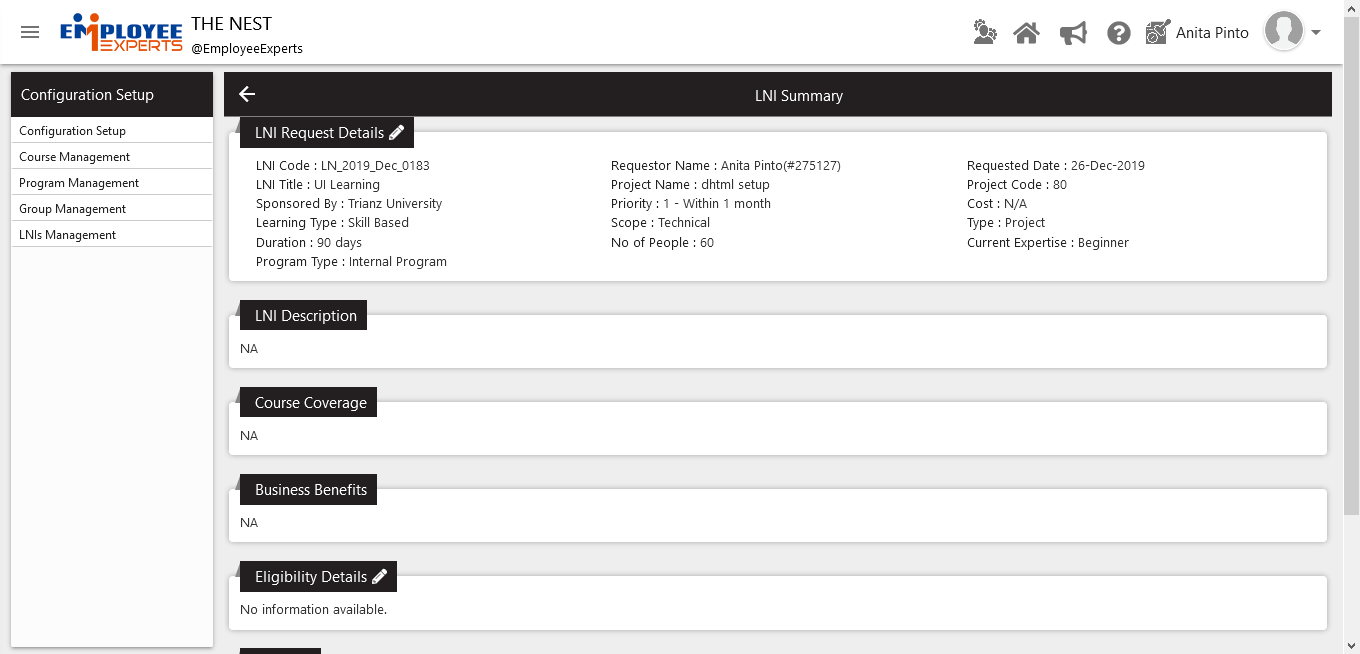 EMPLOYEE
EXPERTS
THE NEST
@EmployeeExperts
Anita Pinto
Configuration Setup
Configuration Setup
Course Management
Program Management
Group Management
LNIs Management
LNI Summary
LNI Request Details
LNI Code : LN_2019_Dec_0183
Requestor Name : Anita Pinto(#275127)
Requested Date : 26-Dec-2019
LNI Title : UI Learning
Project Name : dhtml setup
Project Code : 80
Sponsored By : Trianz University
Priority : 1 - Within 1 month
Cost : N/A
Learning Type : Skill Based
Scope : Technical
Type : Project
Duration : 90 days
No of People : 60
Current Expertise : Beginner
Program Type : Internal Program
LNI Description
NA
Course Coverage
NA
Business Benefits
NA
Eligibility Details
No information available.